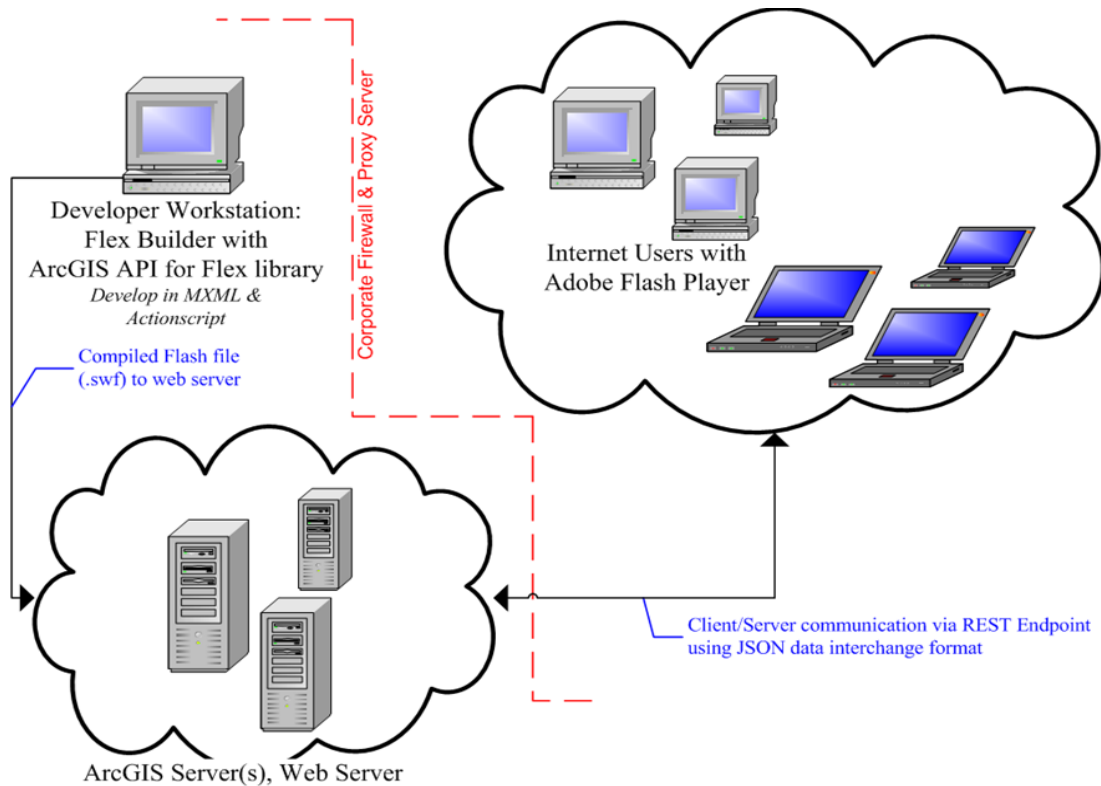 Corporate Firewall & Proxy Server
Developer Workstation:
Flex Builder with
ArcGIS API for Flex library
Develop in MXML &
Actionscript
Internet Users with
Adobe Flash Player
Compiled Flash file
(.swf) to web server
Client/Server communication via REST Endpoint
using JSON data interchange format
ArcGIS Server(s), Web Server